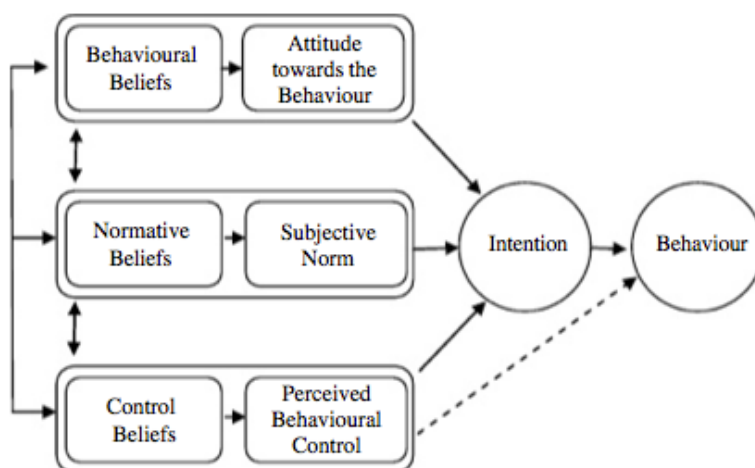 Behavioural
Beliefs
Attitude
towards the
Behaviour
Normative
Beliefs
Subjective
Norm
Intention
Behaviour
Control
Beliefs
Perceived
Behavioural
Control